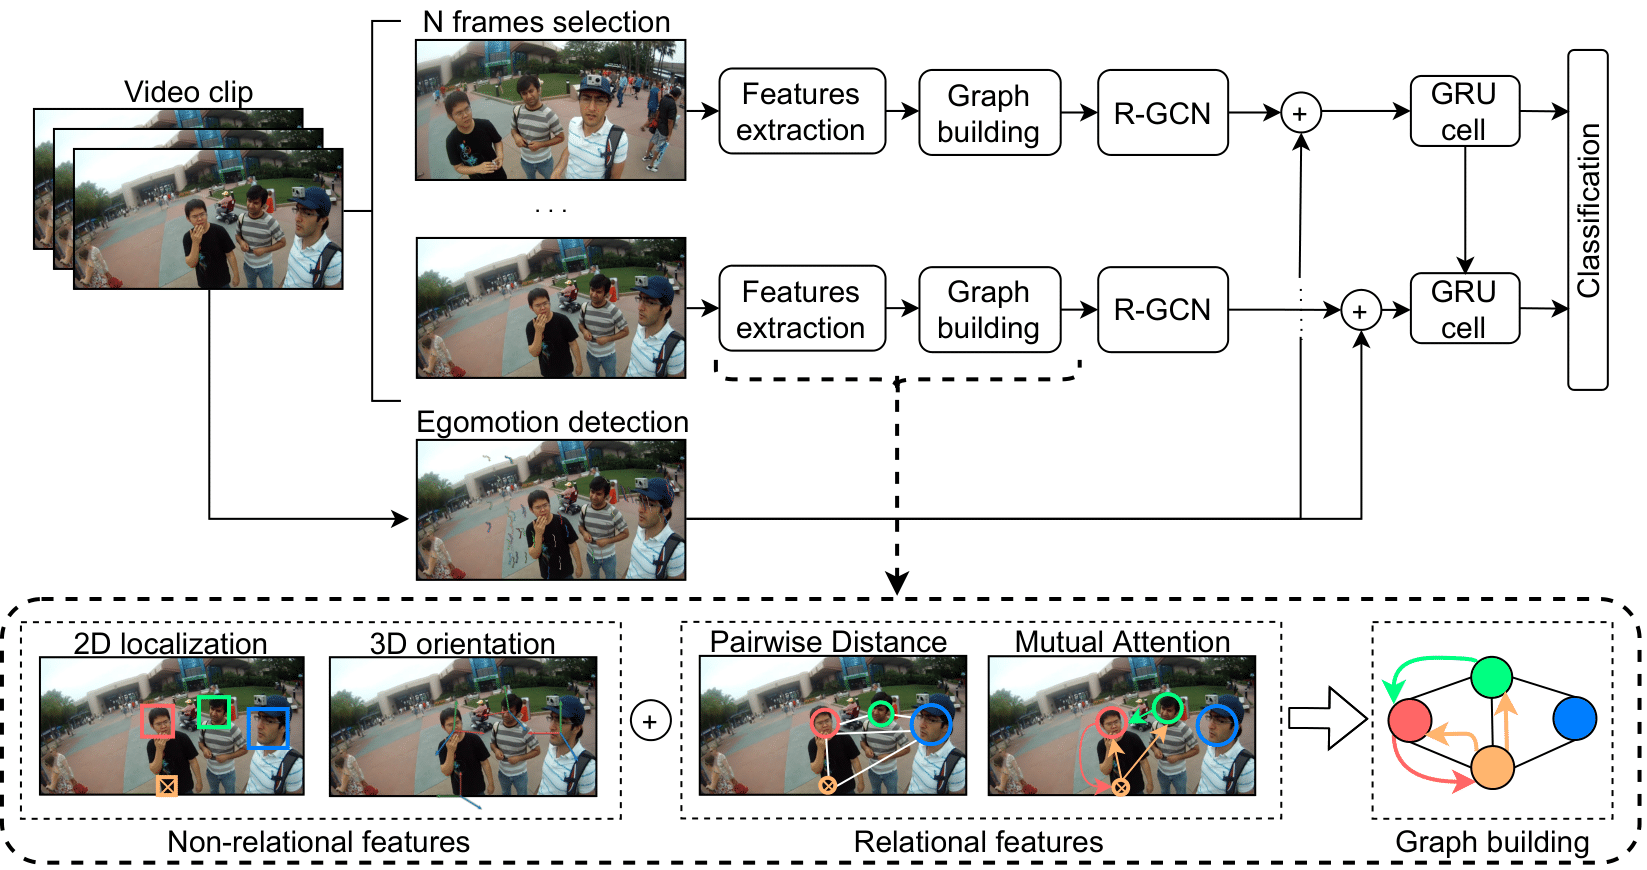 N frames selection
Video clip
Features
extraction
Graph
building
R-GCN
+
GRU
cell
Classification
. . .
Features
extraction
Graph
building
R-GCN
+
GRU
cell
Egomotion detection
2D localization
3D orientation
+
Pairwise Distance
Mutual Attention
Non-relational features
Relational features
Graph building